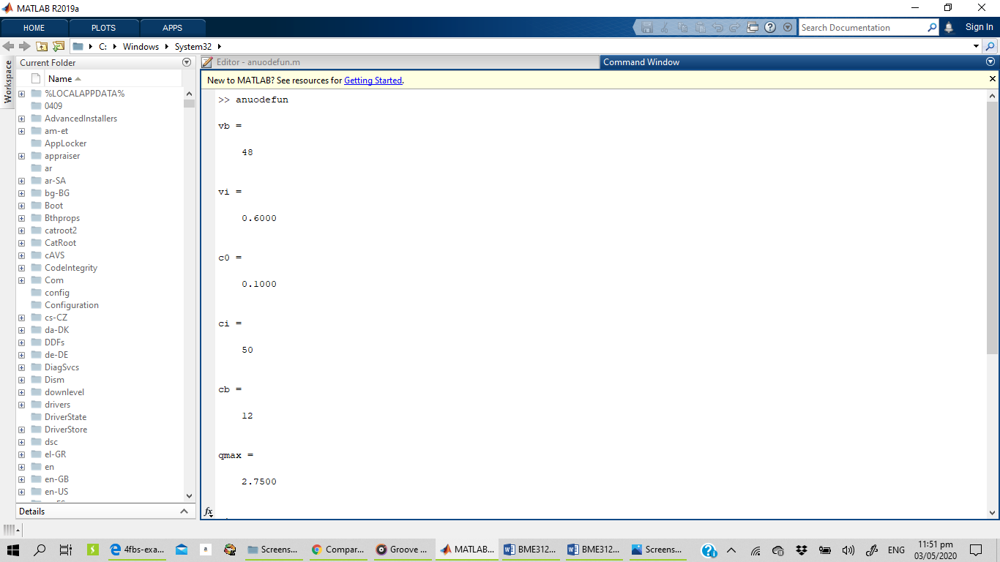 MATLAB R2019a
HOME PLOTS APPS
Search Documentation
Sign In
C: Windows System32
Workspace
Current Folder
Name
%LOCALAPPDATA%
0409
AdvancedInstallers
am-et
AppLocker
appraiser
ar
ar-SA
bg-BG
Boot
Bthprops
catroot2
CatRoot
cAVS
CodeIntegrity
Com
config
Configuration
cs-CZ
da-DK
DDFs
de-DE
DiagSvcs
Dism
downlevel
drivers
DriverState
DriverStore
dsc
el-GR
en
en-GB
en-US
Details
Editor - anuodefun.m
Command Window
New to MATLAB? See resources for Getting Started.
>> anuodefun
vb =
48
vi =
0.6000
c0 =
0.1000
ci =
50
cb =
12
qmax =
2.7500
fx
4fbs-exa...
Screens...
Compar...
Groove ...
MATLAB...
BME312...
BME312...
Screens...
ENG
11:51 pm
03/05/2020